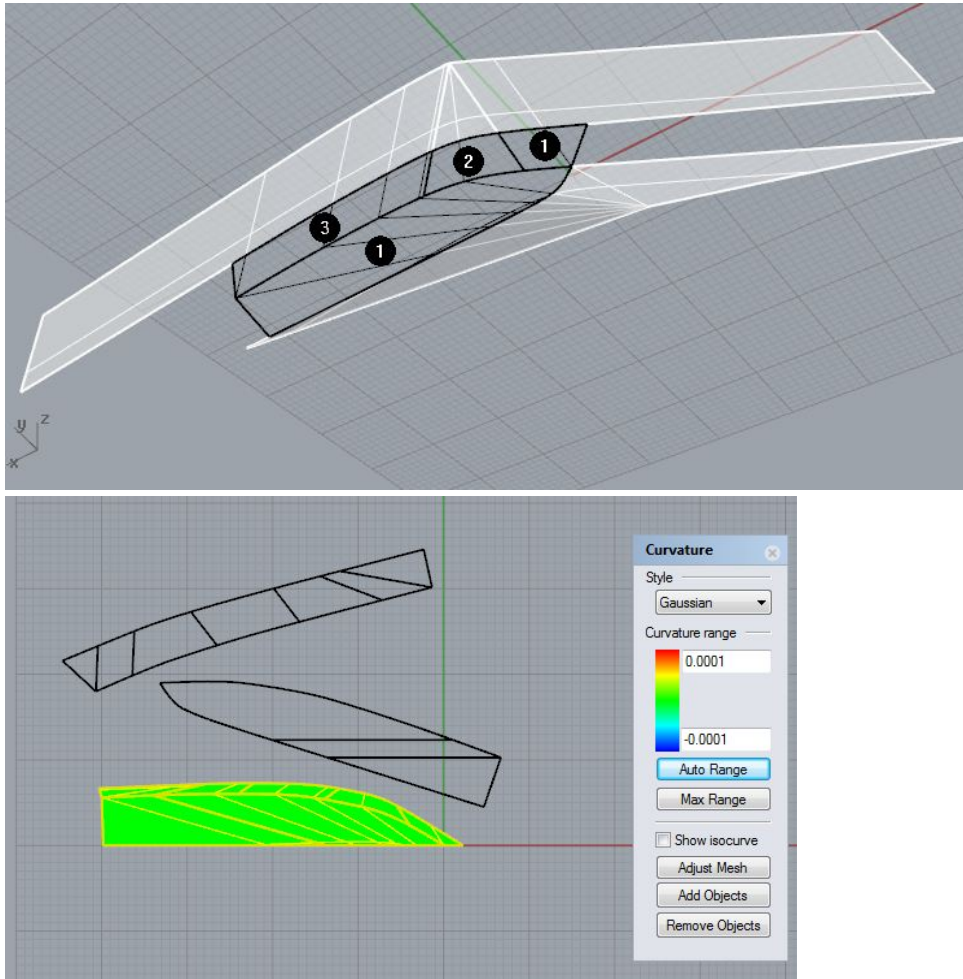 1
2
3
1
z
y
x
Curvature
Style
Gaussian
Curvature range
0.0001
-0.0001
Auto Range
Max Range
Show isocurve
Adjust Mesh
Add Objects
Remove Objects